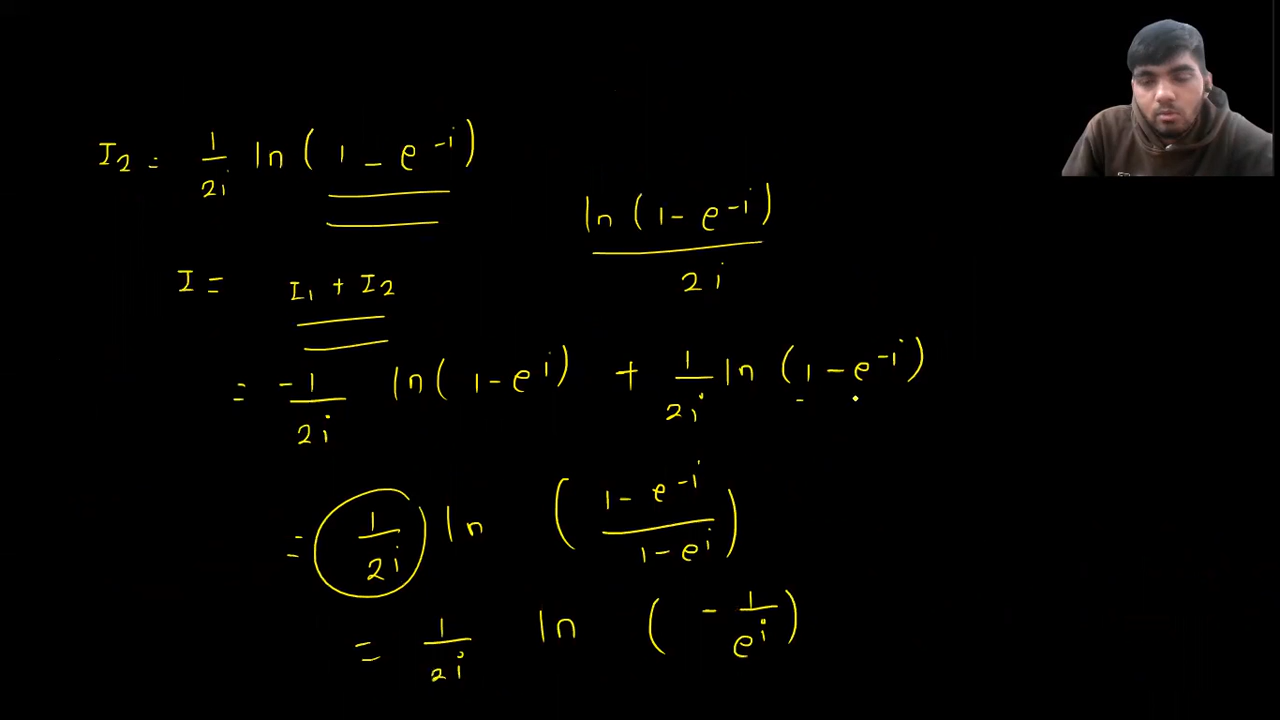 I₂ = 1/2i ln(1 - e^-i)
ln(1 - e^-i) / 2i
I = I₁ + I₂
= -1/2i ln(1 - e^i) + 1/2i ln(1 - e^-i)
= 1/2i ln((1 - e^-i)/(1 - e^i))
= 1/2i ln(- 1/e^i)